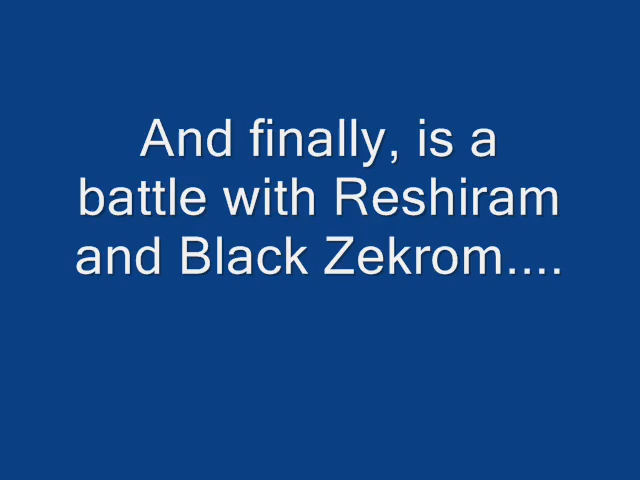 And finally, is a
battle with Reshiram
and Black Zekrom....